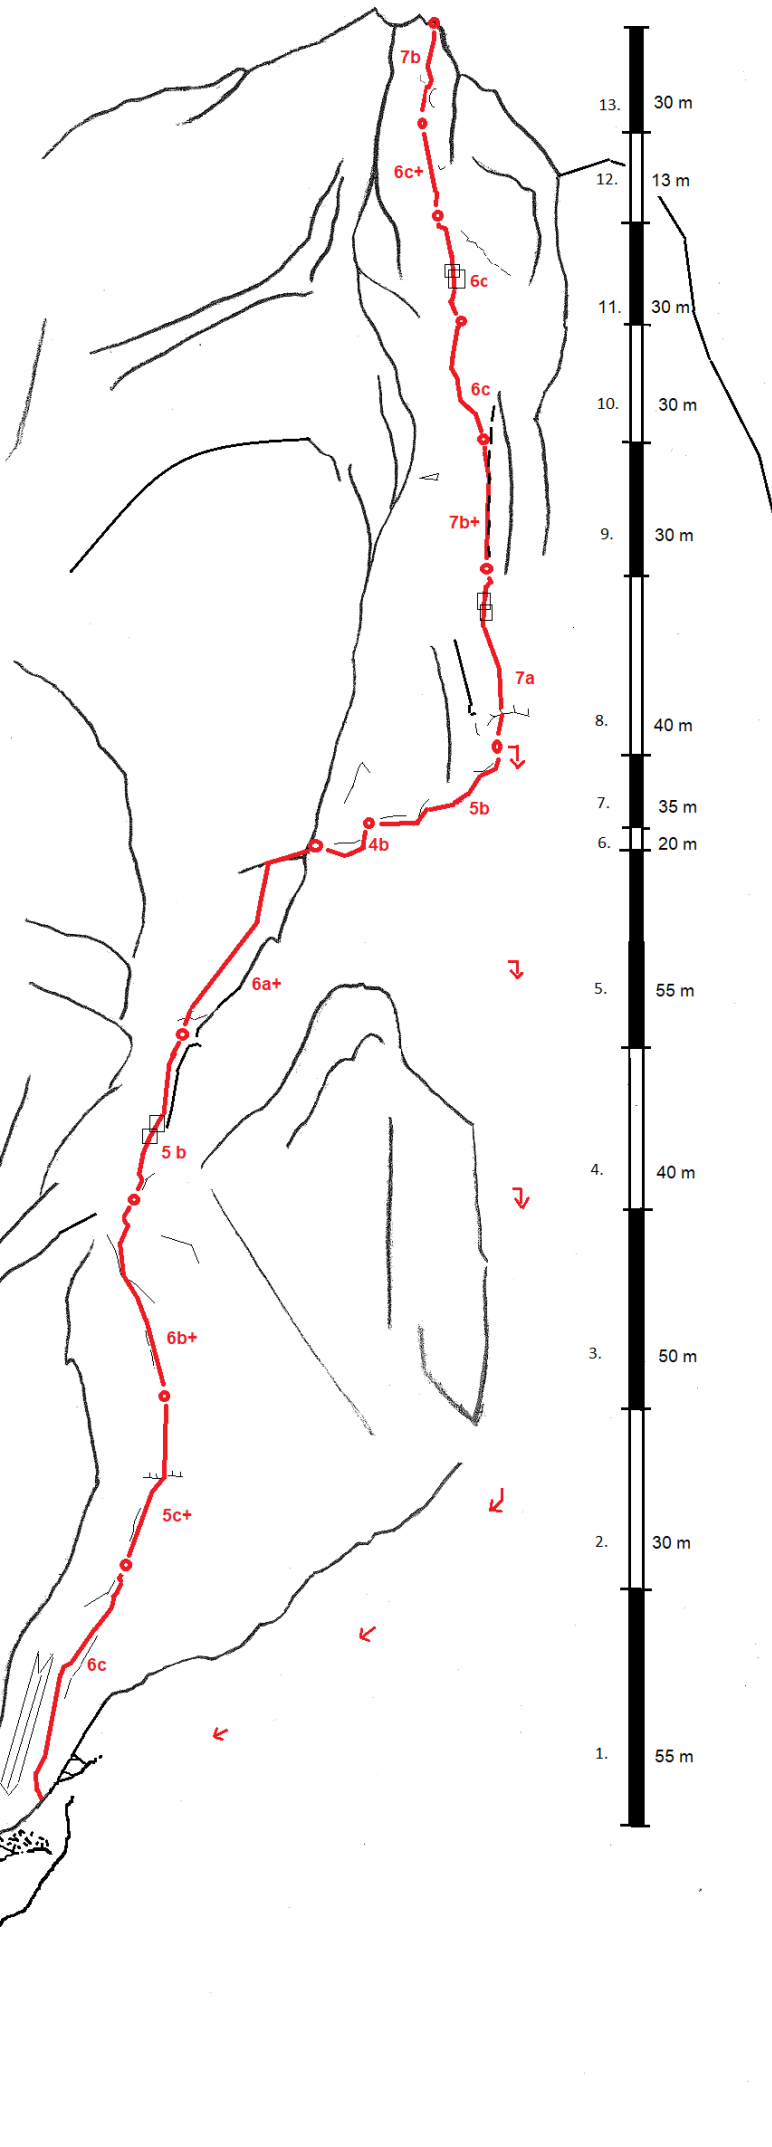 7b
13. 30 m
6c+
12. 13 m
6c
11. 30 m
6c
10. 30 m
7b+
9. 30 m
7a
8. 40 m
5b
7. 35 m
4b
6. 20 m
6a+
5. 55 m
5 b
4. 40 m
6b+
3. 50 m
5c+
2. 30 m
6c
1. 55 m